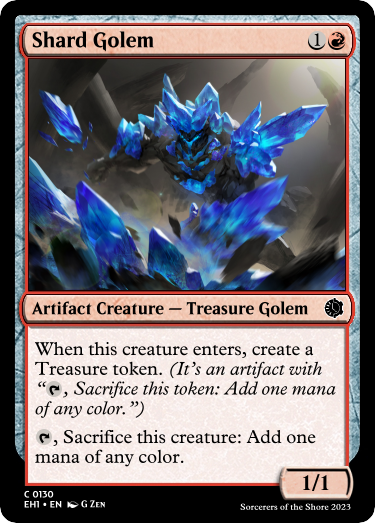 Shard Golem 1
Artifact Creature — Treasure Golem
When this creature enters, create a
Treasure token. (It's an artifact with
“, Sacrifice this token: Add one mana
of any color.”)
, Sacrifice this creature: Add one
mana of any color.
1/1
C 0130
EH1 • EN G Zen
Sorcerers of the Shore 2023